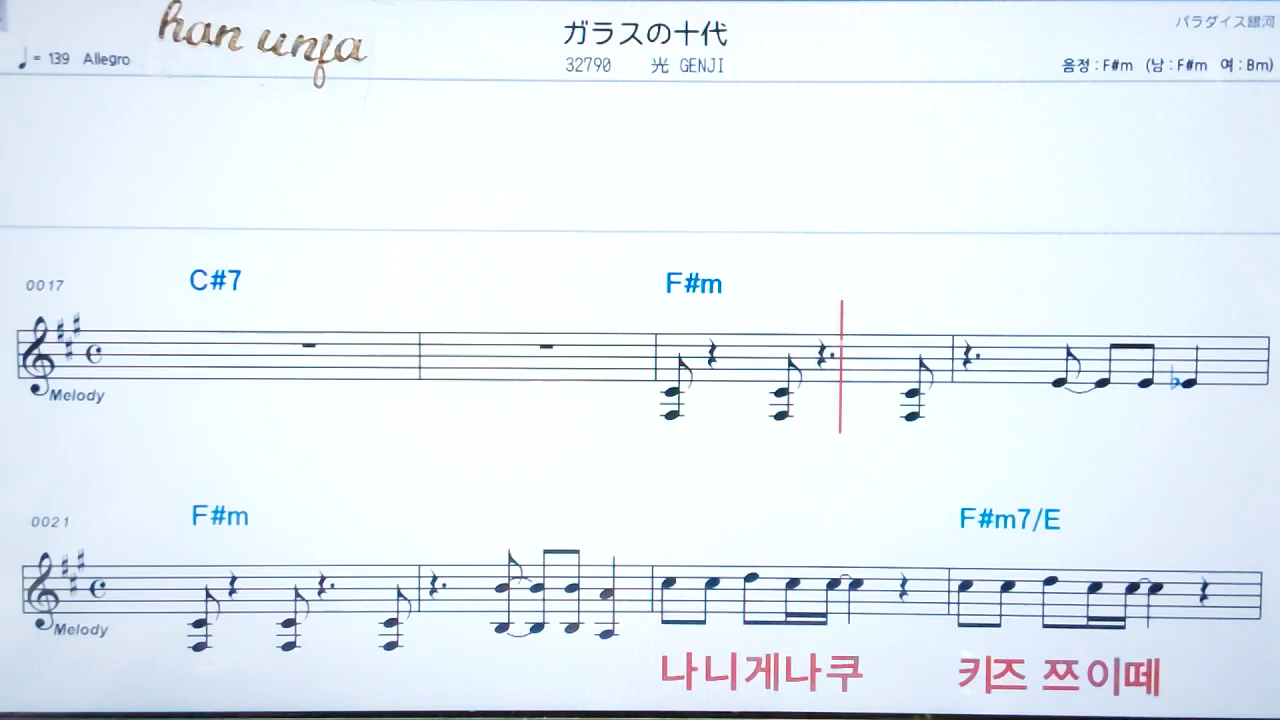 han unja
ガラスの十代
パラダイス銀河
♩= 139 Allegro
32790 光 GENJI
음정 : F#m (남 : F#m 여 : Bm)
0017
C#7 F#m
Melody
0021
F#m F#m7/E
Melody
나니게나쿠 키즈 쯔이떼